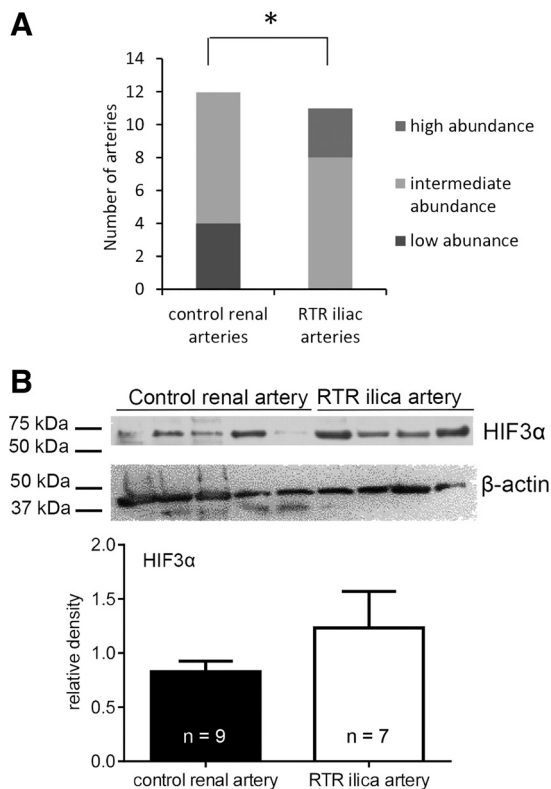 A
*
14
12
10
8
6
4
2
0
Number of arteries
control renal
arteries
RTR iliac
arteries
high abundance
intermediate
abundance
low abunance
B
Control renal artery
RTR ilica artery
75 kDa
50 kDa
HIF3α
50 kDa
37 kDa
β-actin
2.0
1.5
1.0
0.5
0.0
relative density
HIF3α
n = 9
n = 7
control renal artery
RTR ilica artery